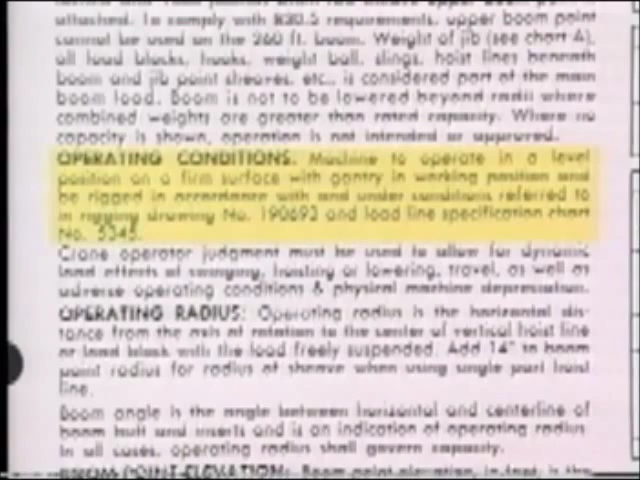 attached. To comply with B30.5 requirements, upper boom point
cannot be used on the 260 ft. boom. Weight of jib (see chart A),
all load blocks, hooks, weight ball, slings, hoist lines beneath
boom and jib point sheaves, etc., is considered part of the main
boom load. Boom is not to be lowered beyond radii where
combined weights are greater than rated capacity. Where no
capacity is shown, operation is not intended or approved.
OPERATING CONDITIONS: Machine to operate in a level
position on a firm surface with gantry in working position and
be rigged in accordance with and under conditions referred to
in rigging drawing No. 190693 and load line specification chart
No. 5345.
Crane operator judgment must be used to allow for dynamic
load effects of swinging, hoisting or lowering, travel, as well as
adverse operating conditions & physical machine depreciation.
OPERATING RADIUS: Operating radius is the horizontal dis-
tance from the axis of rotation to the center of vertical hoist line
or load block with the load freely suspended. Add 14" to boom
point radius for radius of sheave when using single part hoist
line.
Boom angle is the angle between horizontal and centerline of
boom butt and inserts and is an indication of operating radius.
In all cases, operating radius shall govern capacity.
BOOM POINT ELEVATION: Boom point elevation, in feet, is the